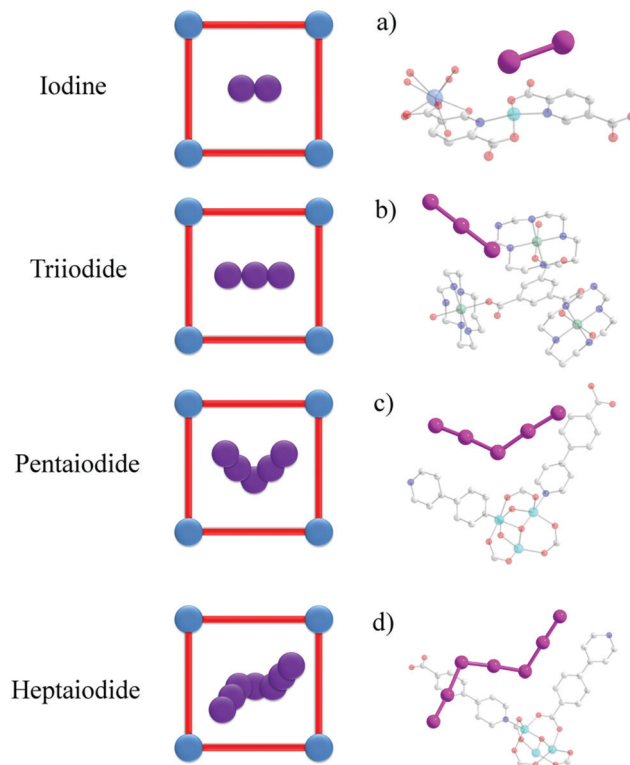 Iodine
a)
Triiodide
b)
Pentaiodide
c)
Heptaiodide
d)